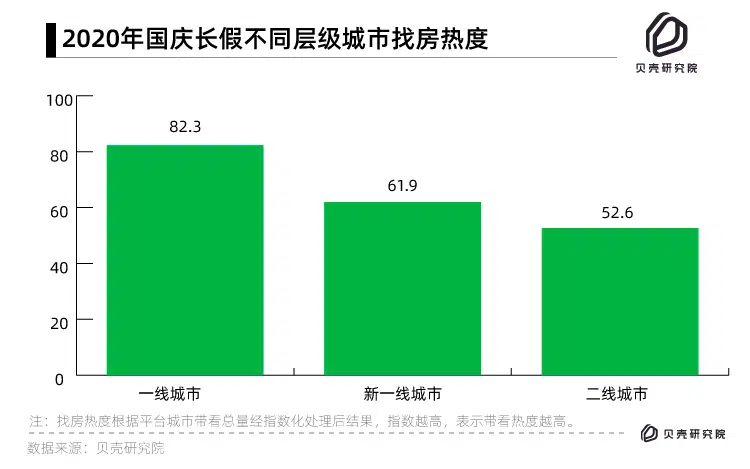 2020年国庆长假不同层级城市找房热度
贝壳研究院
100
80
60
40
20
0
82.3
61.9
52.6
一线城市
新一线城市
二线城市
注：找房热度根据平台城市带看总量经指数化处理后结果，指数越高，表示带看热度越高。
数据来源：贝壳研究院
贝壳研究院